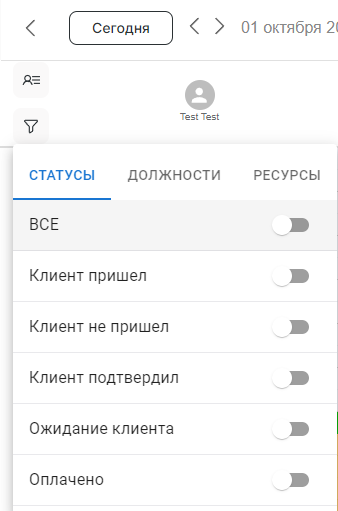 Сегодня
01 октября 20
Test Test
СТАТУСЫ ДОЛЖНОСТИ РЕСУРСЫ
ВСЕ
Клиент пришел
Клиент не пришел
Клиент подтвердил
Ожидание клиента
Оплачено